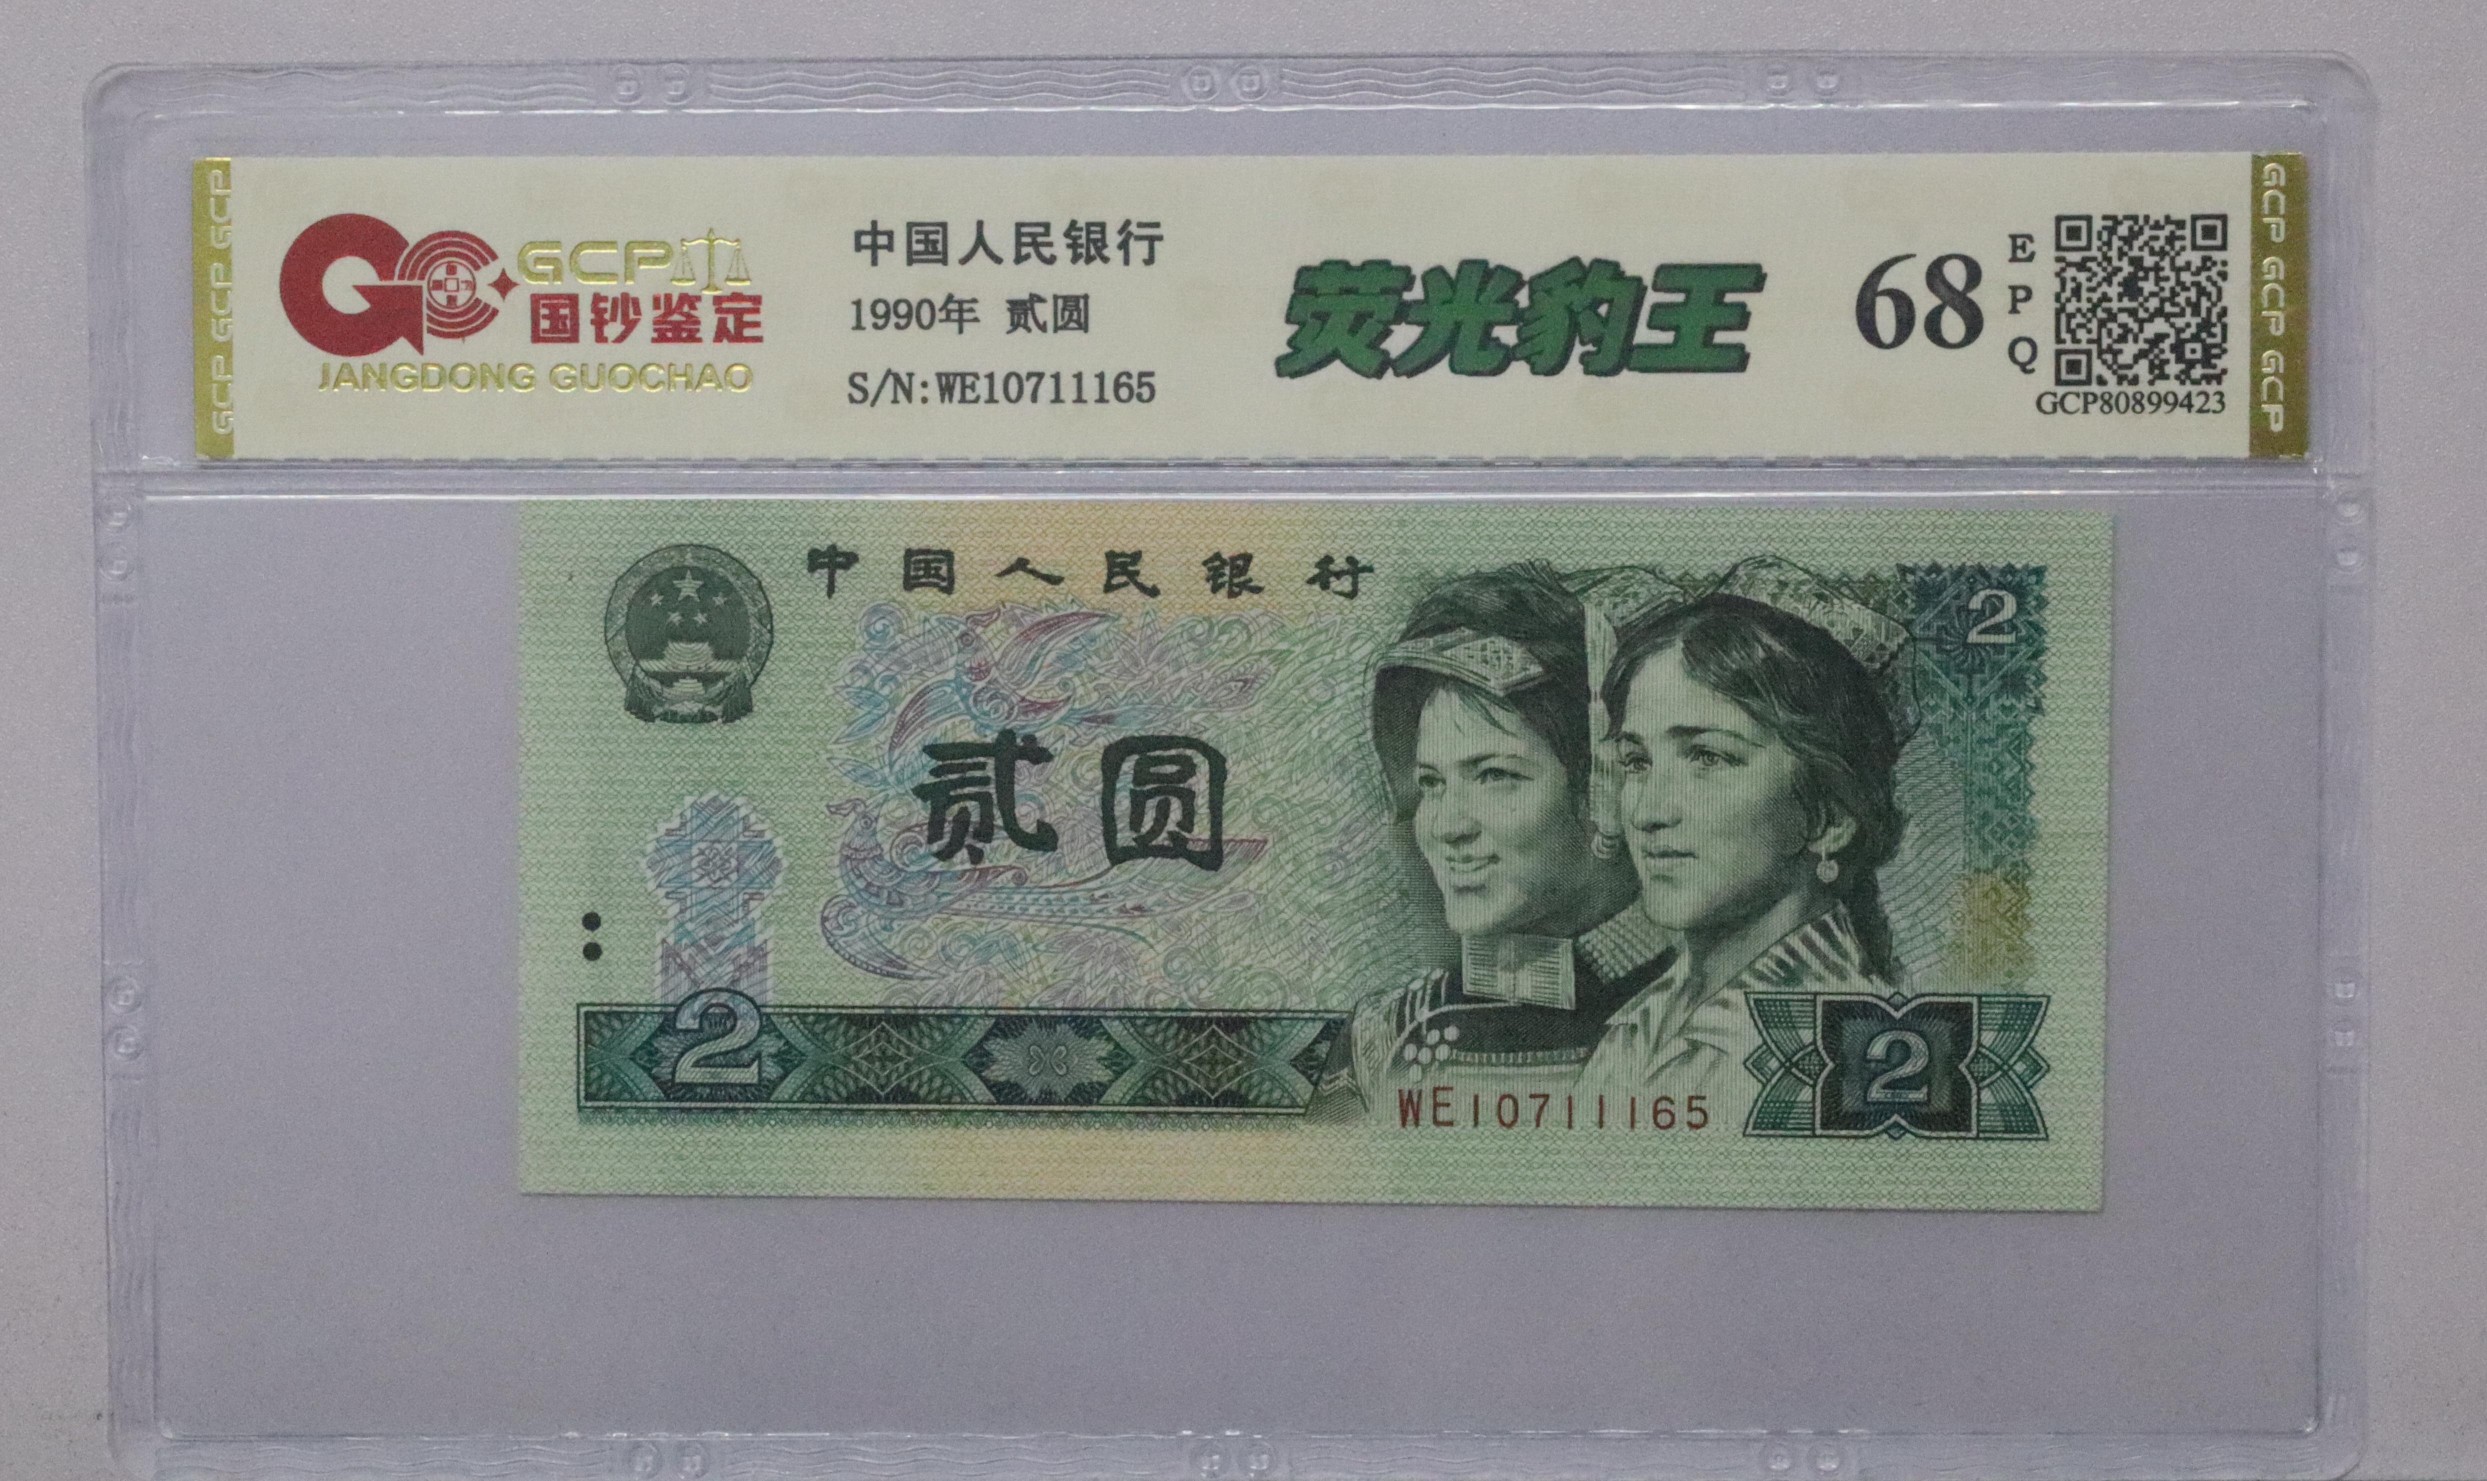 GCP GCP GCP
GCP
国钞鉴定
JANGDONG GUOCHAO
中国人民银行
1990年 贰圆
S/N:WE10711165
荧光豹王
68
EPQ
GCP80899423
GCP GCP GCP
中国人民银行
2
贰圆
2
2
WE10711165